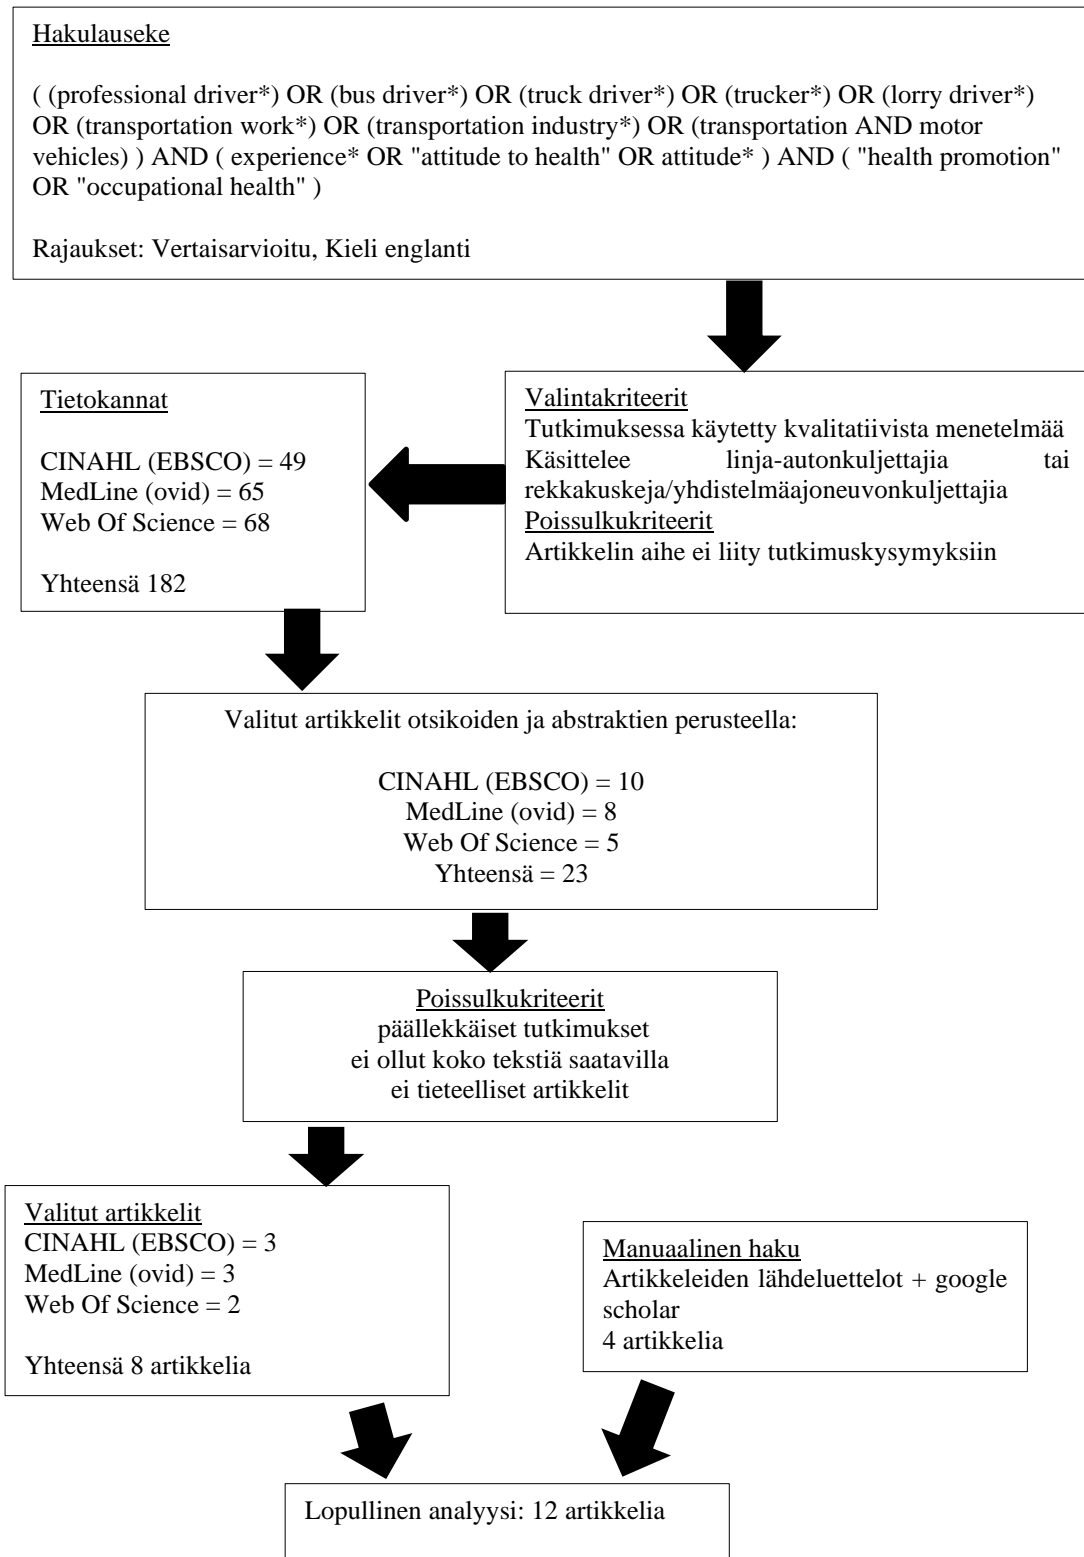 Hakulauseke
( (professional driver*) OR (bus driver*) OR (truck driver*) OR (trucker*) OR (lorry driver*)
OR (transportation work*) OR (transportation industry*) OR (transportation AND motor
vehicles) ) AND ( experience* OR "attitude to health" OR attitude* ) AND ( "health promotion"
OR "occupational health" )
Rajaukset: Vertaisarvioitu, Kieli englanti
Valintakriteerit
Tutkimuksessa käytetty kvalitatiivista menetelmää
Käsittelee linja-autonkuljettajia tai
rekkakuskeja/yhdistelmäajoneuvonkuljettajia
Poissulkukriteerit
Artikkelin aihe ei liity tutkimuskysymyksiin
Tietokannat
CINAHL (EBSCO) = 49
MedLine (ovid) = 65
Web Of Science = 68
Yhteensä 182
Valitut artikkelit otsikoiden ja abstraktien perusteella:
CINAHL (EBSCO) = 10
MedLine (ovid) = 8
Web Of Science = 5
Yhteensä = 23
Poissulkukriteerit
päällekkäiset tutkimukset
ei ollut koko tekstiä saatavilla
ei tieteelliset artikkelit
Valitut artikkelit
CINAHL (EBSCO) = 3
MedLine (ovid) = 3
Web Of Science = 2
Yhteensä 8 artikkelia
Manuaalinen haku
Artikkeleiden lähdeluettelot + google
scholar
4 artikkelia
Lopullinen analyysi: 12 artikkelia